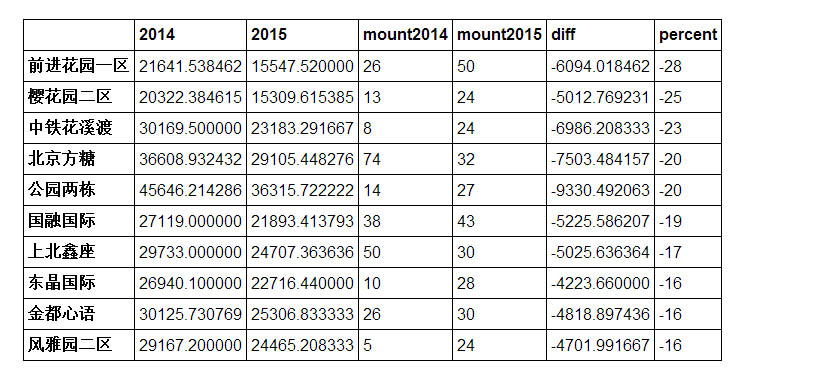 2014 2015 mount2014 mount2015 diff percent
前进花园一区 21641.538462 15547.520000 26 50 -6094.018462 -28
樱花园二区 20322.384615 15309.615385 13 24 -5012.769231 -25
中铁花溪渡 30169.500000 23183.291667 8 24 -6986.208333 -23
北京方糖 36608.932432 29105.448276 74 32 -7503.484157 -20
公园两栋 45646.214286 36315.722222 14 27 -9330.492063 -20
国融国际 27119.000000 21893.413793 38 43 -5225.586207 -19
上北鑫座 29733.000000 24707.363636 50 30 -5025.636364 -17
东晶国际 26940.100000 22716.440000 10 28 -4223.660000 -16
金都心语 30125.730769 25306.833333 26 30 -4818.897436 -16
风雅园二区 29167.200000 24465.208333 5 24 -4701.991667 -16